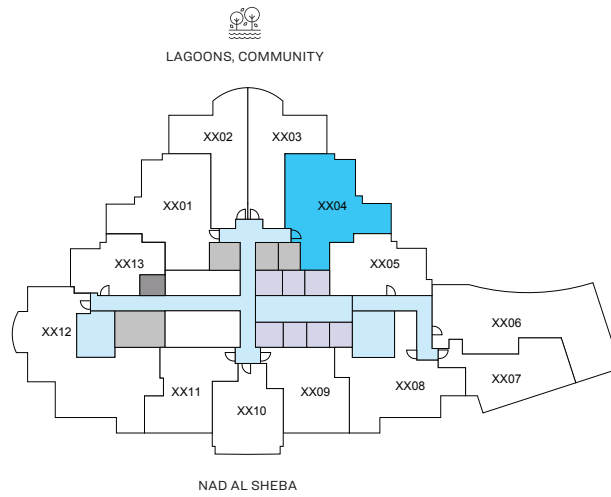 LAGOONS, COMMUNITY
XX02
XX03
XX01
XX04
XX13
XX05
XX12
XX06
XX11
XX09
XX08
XX07
XX10
NAD AL SHEBA